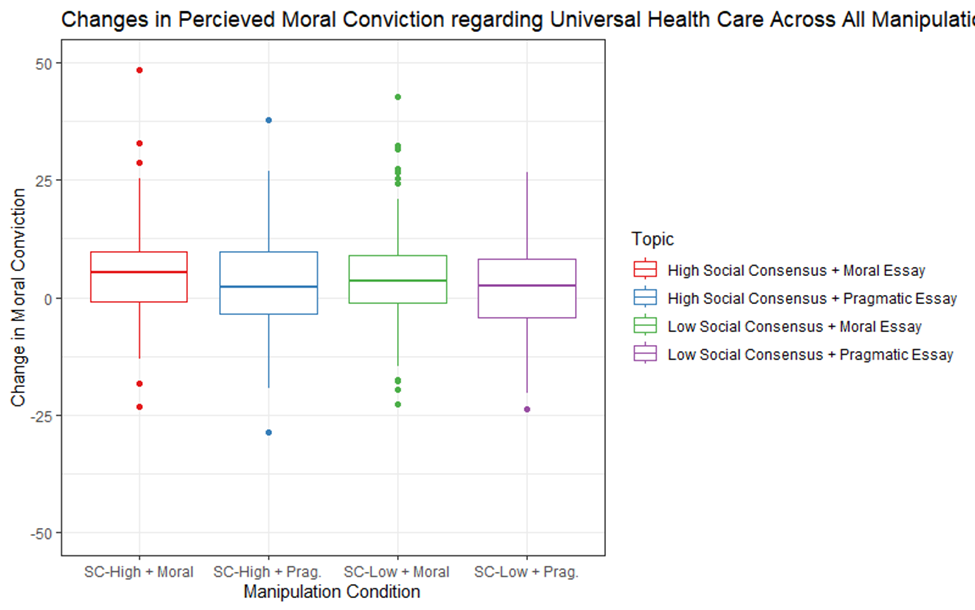 Changes in Percieved Moral Conviction regarding Universal Health Care Across All Manipulatio
Change in Moral Conviction
50
25
0
-25
-50
SC-High + Moral SC-High + Prag. SC-Low + Moral SC-Low + Prag.
Manipulation Condition
Topic
High Social Consensus + Moral Essay
High Social Consensus + Pragmatic Essay
Low Social Consensus + Moral Essay
Low Social Consensus + Pragmatic Essay